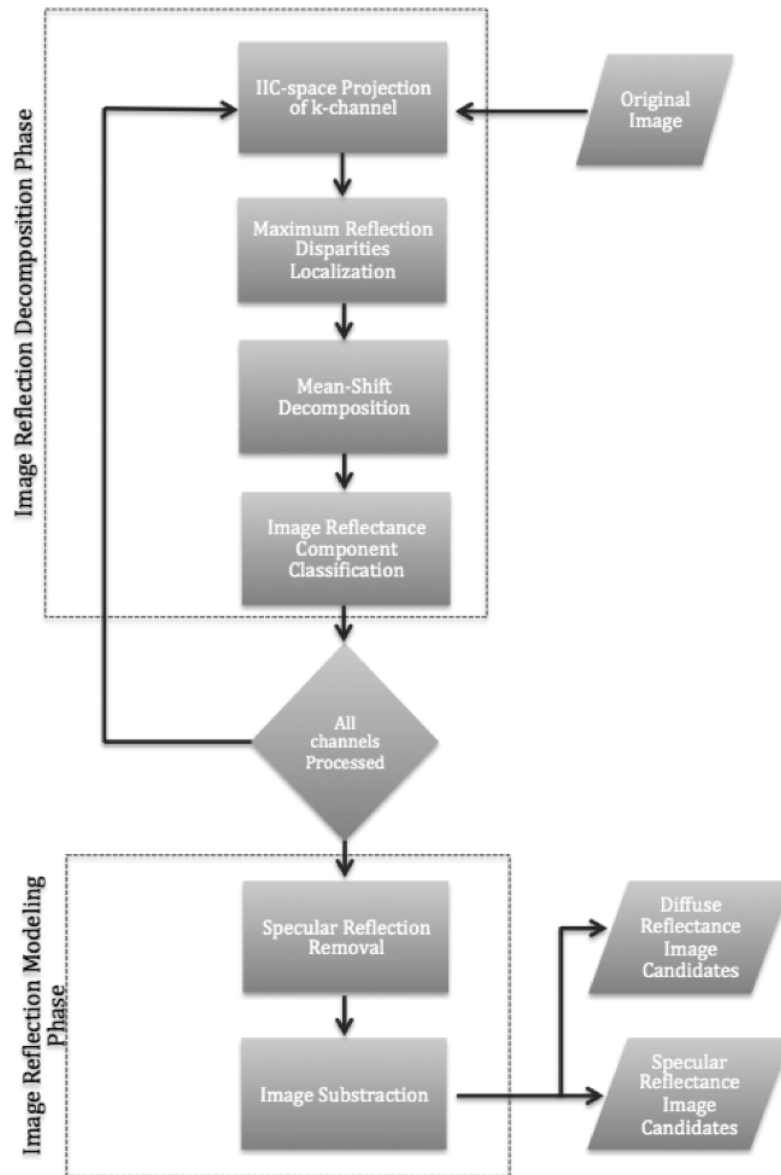 Image Reflection Decomposition Phase
IIC-space Projection
of k-channel
Original
Image
Maximum Reflection
Disparities
Localization
Mean-Shift
Decomposition
Image Reflectance
Component
Classification
All
channels
Processed
Image Reflection Modeling
Phase
Specular Reflection
Removal
Image Substraction
Diffuse
Reflectance
Image
Candidates
Specular
Reflectance
Image
Candidates